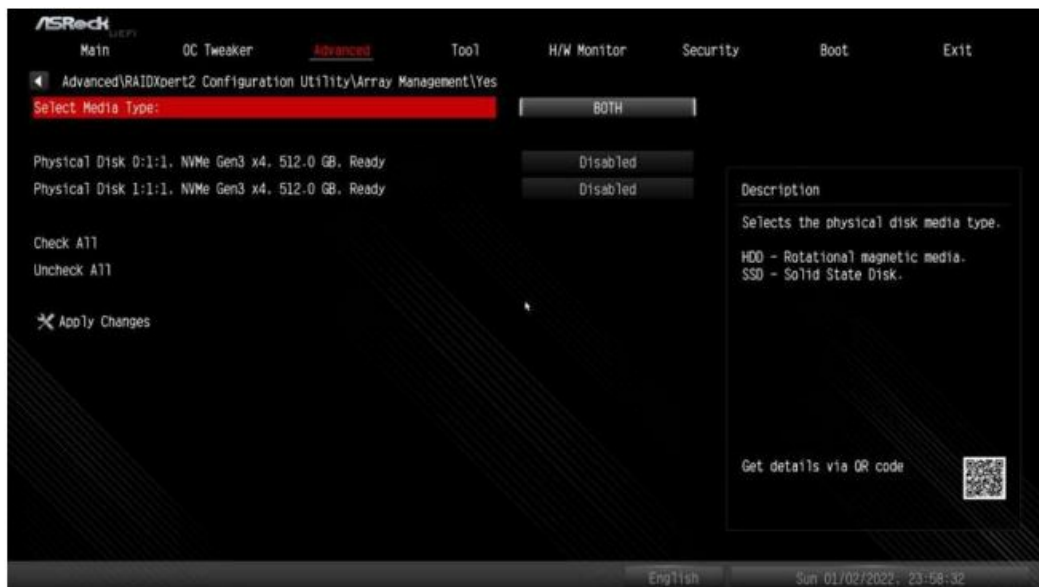 ASRock
UEFI
Main OC Tweaker Advanced Tool H/W Monitor Security Boot Exit
Advanced\RAIDXpert2 Configuration Utility\Array Management\Yes
Select Media Type: BOTH
Physical Disk 0:1:1, NVMe Gen3 x4, 512.0 GB, Ready Disabled
Physical Disk 1:1:1, NVMe Gen3 x4, 512.0 GB, Ready Disabled
Check All
Uncheck All
Apply Changes
Description
Selects the physical disk media type.
HDD - Rotational magnetic media.
SSD - Solid State Disk.
Get details via QR code
English Sun 01/02/2022, 23:58:32